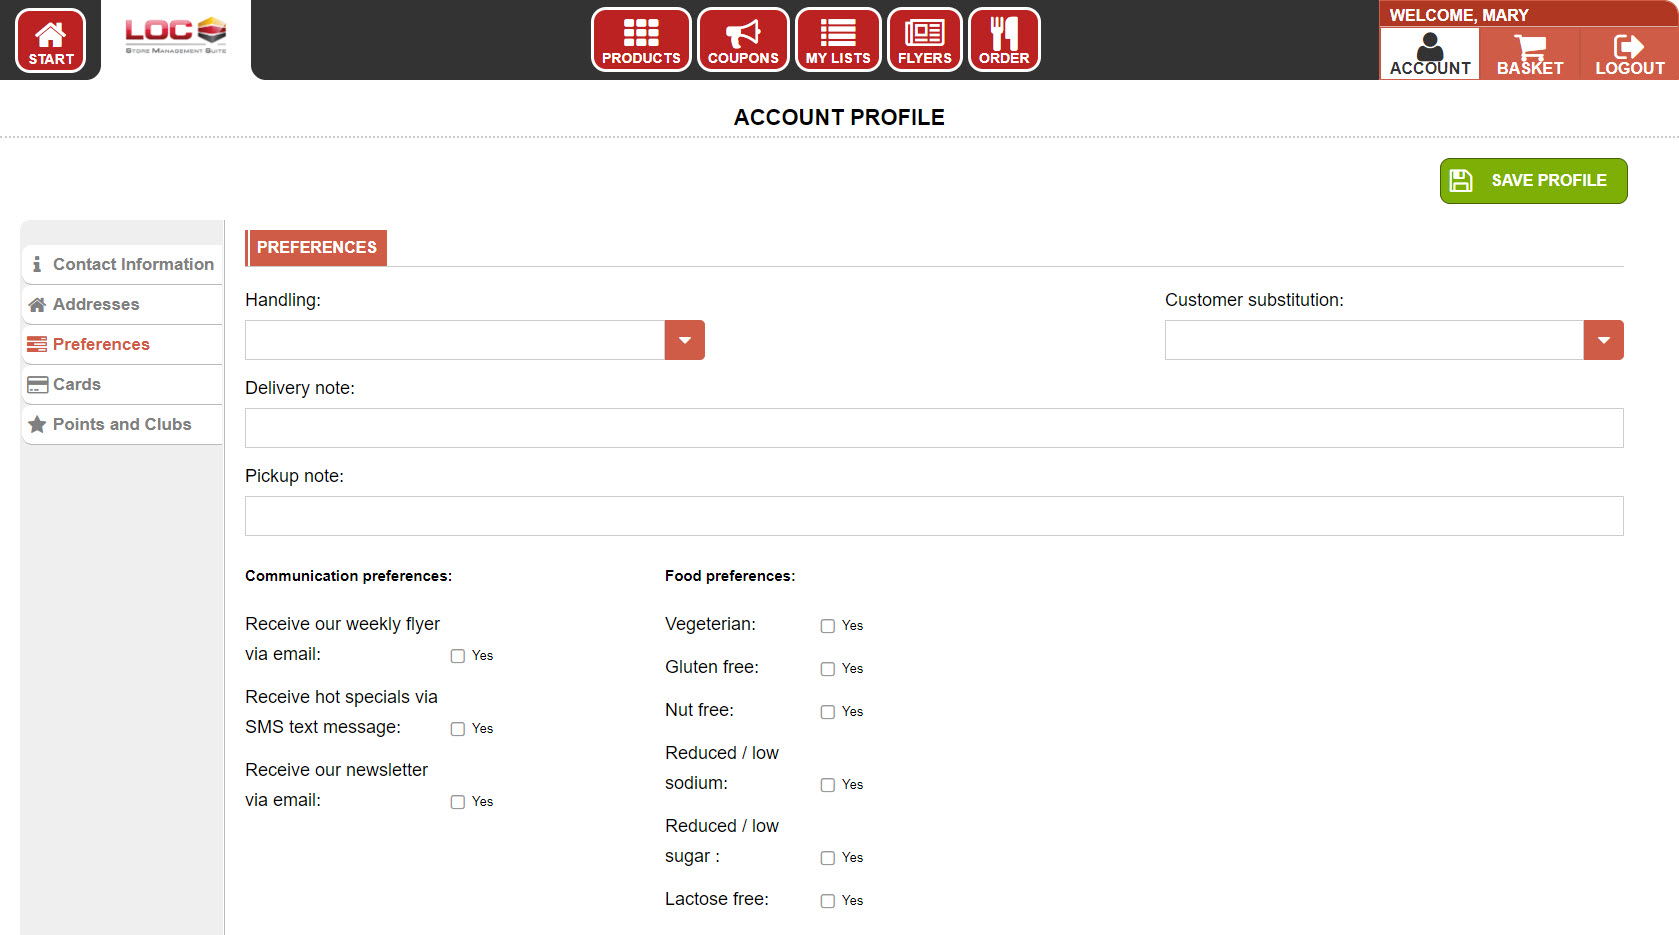 START
LOC
Store Management Suite
PRODUCTS
COUPONS
MY LISTS
FLYERS
ORDER
WELCOME, MARY
ACCOUNT
BASKET
LOGOUT
ACCOUNT PROFILE
SAVE PROFILE
Contact Information
Addresses
Preferences
Cards
Points and Clubs
PREFERENCES
Handling:
Customer substitution:
Delivery note:
Pickup note:
Communication preferences:
Receive our weekly flyer
via email:
Yes
Receive hot specials via
SMS text message:
Yes
Receive our newsletter
via email:
Yes
Food preferences:
Vegeterian:
Yes
Gluten free:
Yes
Nut free:
Yes
Reduced / low
sodium:
Yes
Reduced / low
sugar :
Yes
Lactose free:
Yes